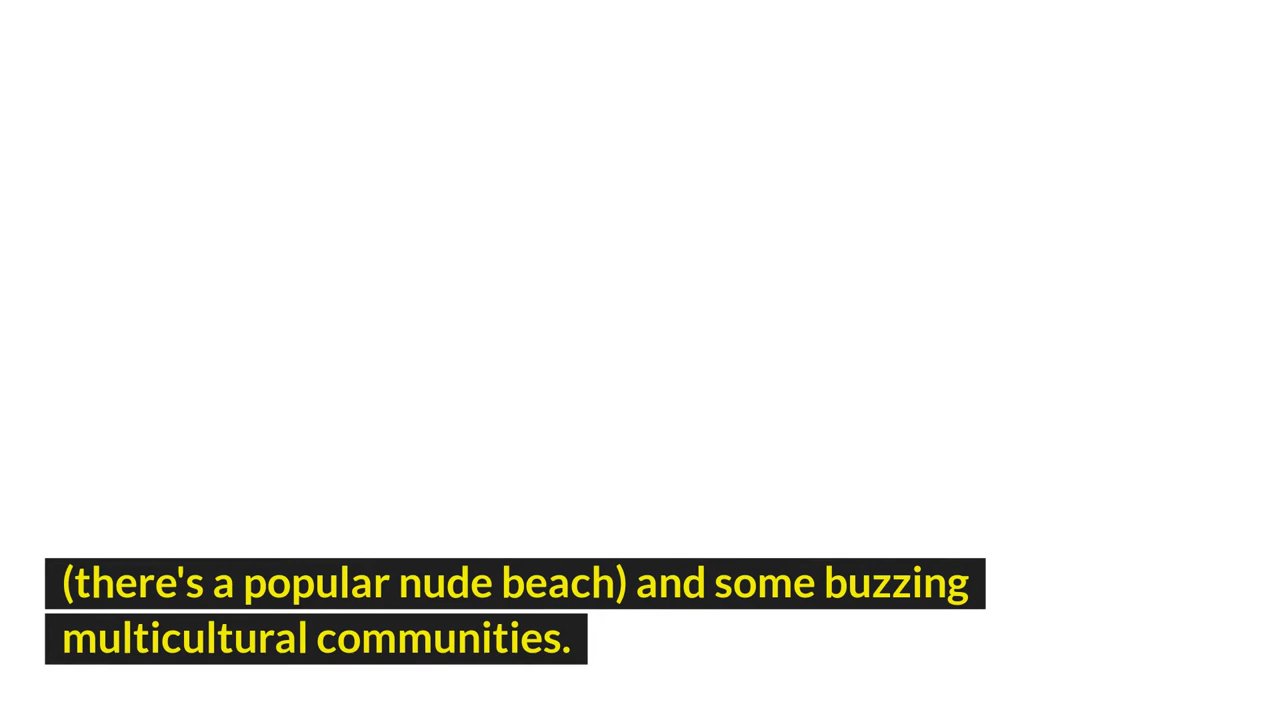 (there's a popular nude beach) and some buzzing
multicultural communities.